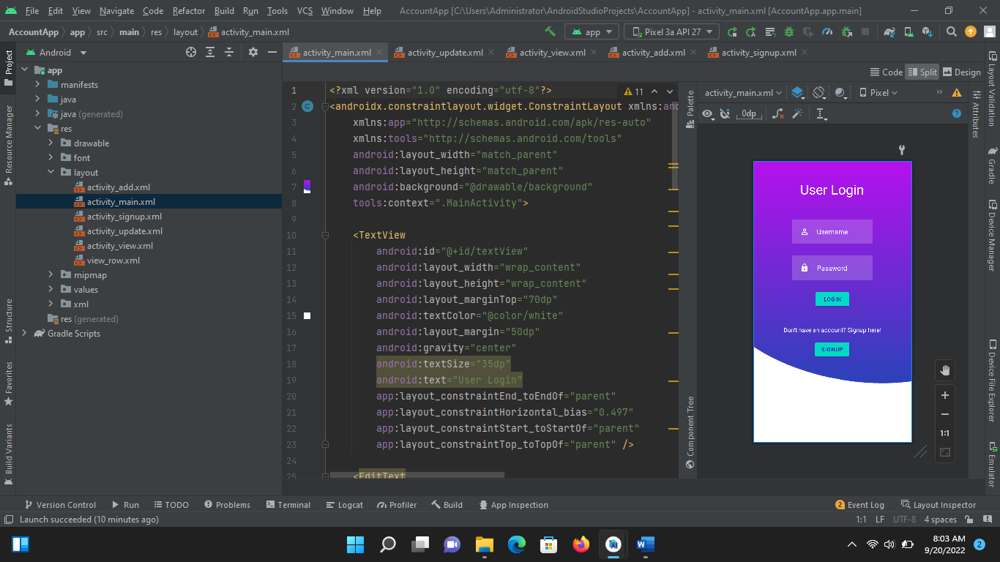 File Edit View Navigate Code Refactor Build Run Tools VCS Window Help AccountApp [C:\Users\Administrator\AndroidStudioProjects\AccountApp] - activity_main.xml [AccountApp.app.main]
AccountApp app src main res layout activity_main.xml app Pixel 3a API 27
Android
activity_main.xml activity_update.xml activity_view.xml activity_add.xml activity_signup.xml
Code Split Design
Project
Resource Manager
Structure
Favorites
Build Variants
app
manifests
java
java (generated)
res
drawable
font
layout
activity_add.xml
activity_main.xml
activity_signup.xml
activity_update.xml
activity_view.xml
view_row.xml
mipmap
values
xml
res (generated)
Gradle Scripts
11
1 <?xml version="1.0" encoding="utf-8"?>
2 <androidx.constraintlayout.widget.ConstraintLayout xmlns:and
3 xmlns:app="http://schemas.android.com/apk/res-auto"
4 xmlns:tools="http://schemas.android.com/tools"
5 android:layout_width="match_parent"
6 android:layout_height="match_parent"
7 android:background="@drawable/background"
8 tools:context=".MainActivity">
9
10 <TextView
11 android:id="@+id/textView"
12 android:layout_width="wrap_content"
13 android:layout_height="wrap_content"
14 android:layout_marginTop="70dp"
15 android:textColor="@color/white"
16 android:layout_margin="50dp"
17 android:gravity="center"
18 android:textSize="35dp"
19 android:text="User Login"
20 app:layout_constraintEnd_toEndOf="parent"
21 app:layout_constraintHorizontal_bias="0.497"
22 app:layout_constraintStart_toStartOf="parent"
23 app:layout_constraintTop_toTopOf="parent" />
24
25 <EditText
Palette
Component Tree
activity_main.xml Pixel
0dp
User Login
Username
Password
LOGIN
Don't have an account? Signup here!
SIGNUP
1:1
Attributes
Layout Validation
Gradle
Device Manager
Device File Explorer
Emulator
Version Control Run TODO Problems Terminal Logcat Profiler Build App Inspection 2 Event Log Layout Inspector
Launch succeeded (10 minutes ago) 1:1 LF UTF-8 4 spaces
8:03 AM
9/20/2022
2